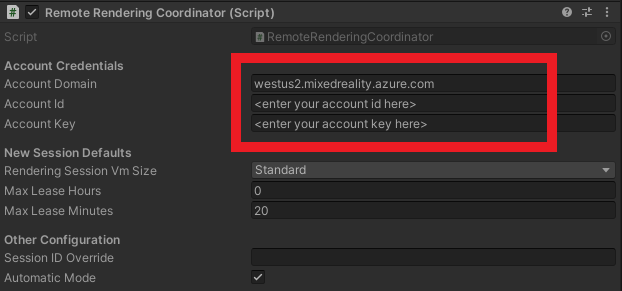 Remote Rendering Coordinator (Script)
Script RemoteRenderingCoordinator
Account Credentials
Account Domain westus2.mixedreality.azure.com
Account Id <enter your account id here>
Account Key <enter your account key here>
New Session Defaults
Rendering Session Vm Size Standard
Max Lease Hours 0
Max Lease Minutes 20
Other Configuration
Session ID Override
Automatic Mode